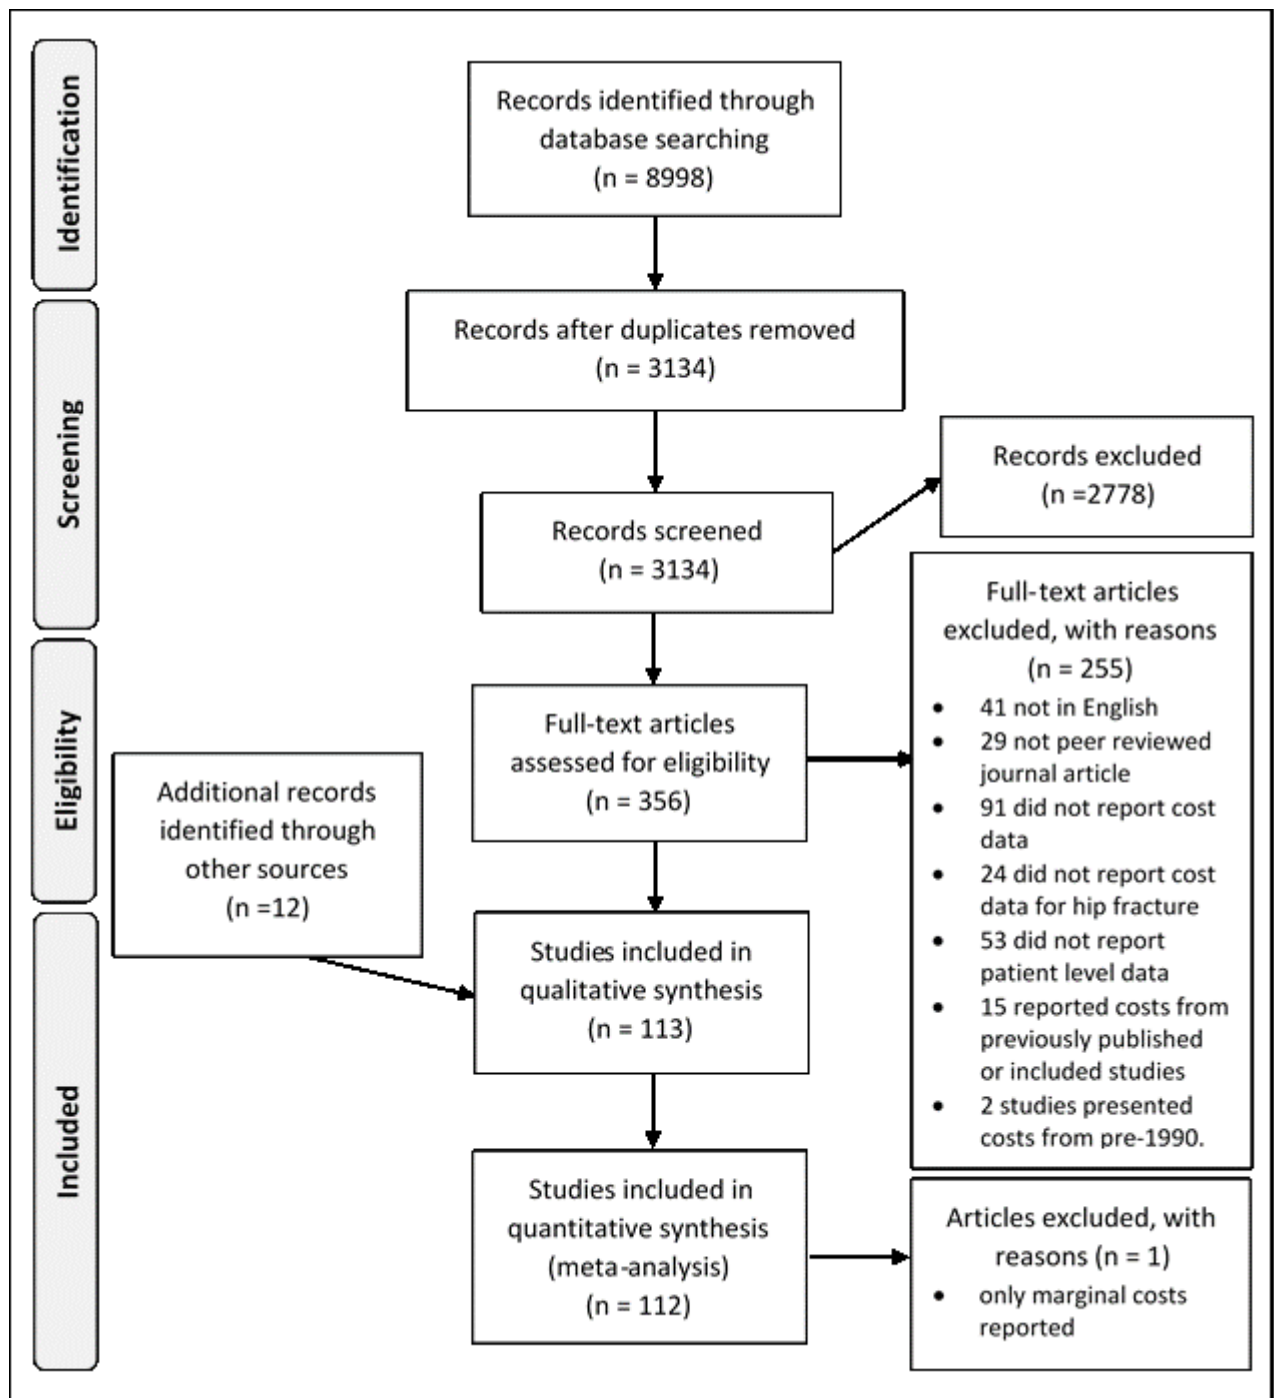 Identification
Records identified through
database searching
(n = 8998)
Screening
Records after duplicates removed
(n = 3134)
Records screened
(n = 3134)
Records excluded
(n =2778)
Eligibility
Full-text articles
assessed for eligibility
(n = 356)
Full-text articles
excluded, with reasons
(n = 255)
• 41 not in English
• 29 not peer reviewed
journal article
• 91 did not report cost
data
• 24 did not report cost
data for hip fracture
• 53 did not report
patient level data
• 15 reported costs from
previously published
or included studies
• 2 studies presented
costs from pre-1990.
Additional records
identified through
other sources
(n =12)
Included
Studies included in
qualitative synthesis
(n = 113)
Studies included in
quantitative synthesis
(meta-analysis)
(n = 112)
Articles excluded, with
reasons (n = 1)
• only marginal costs
reported